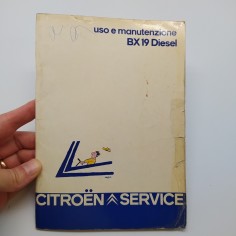 uso e manutenzione
BX 19 Diesel
CITROËN SERVICE